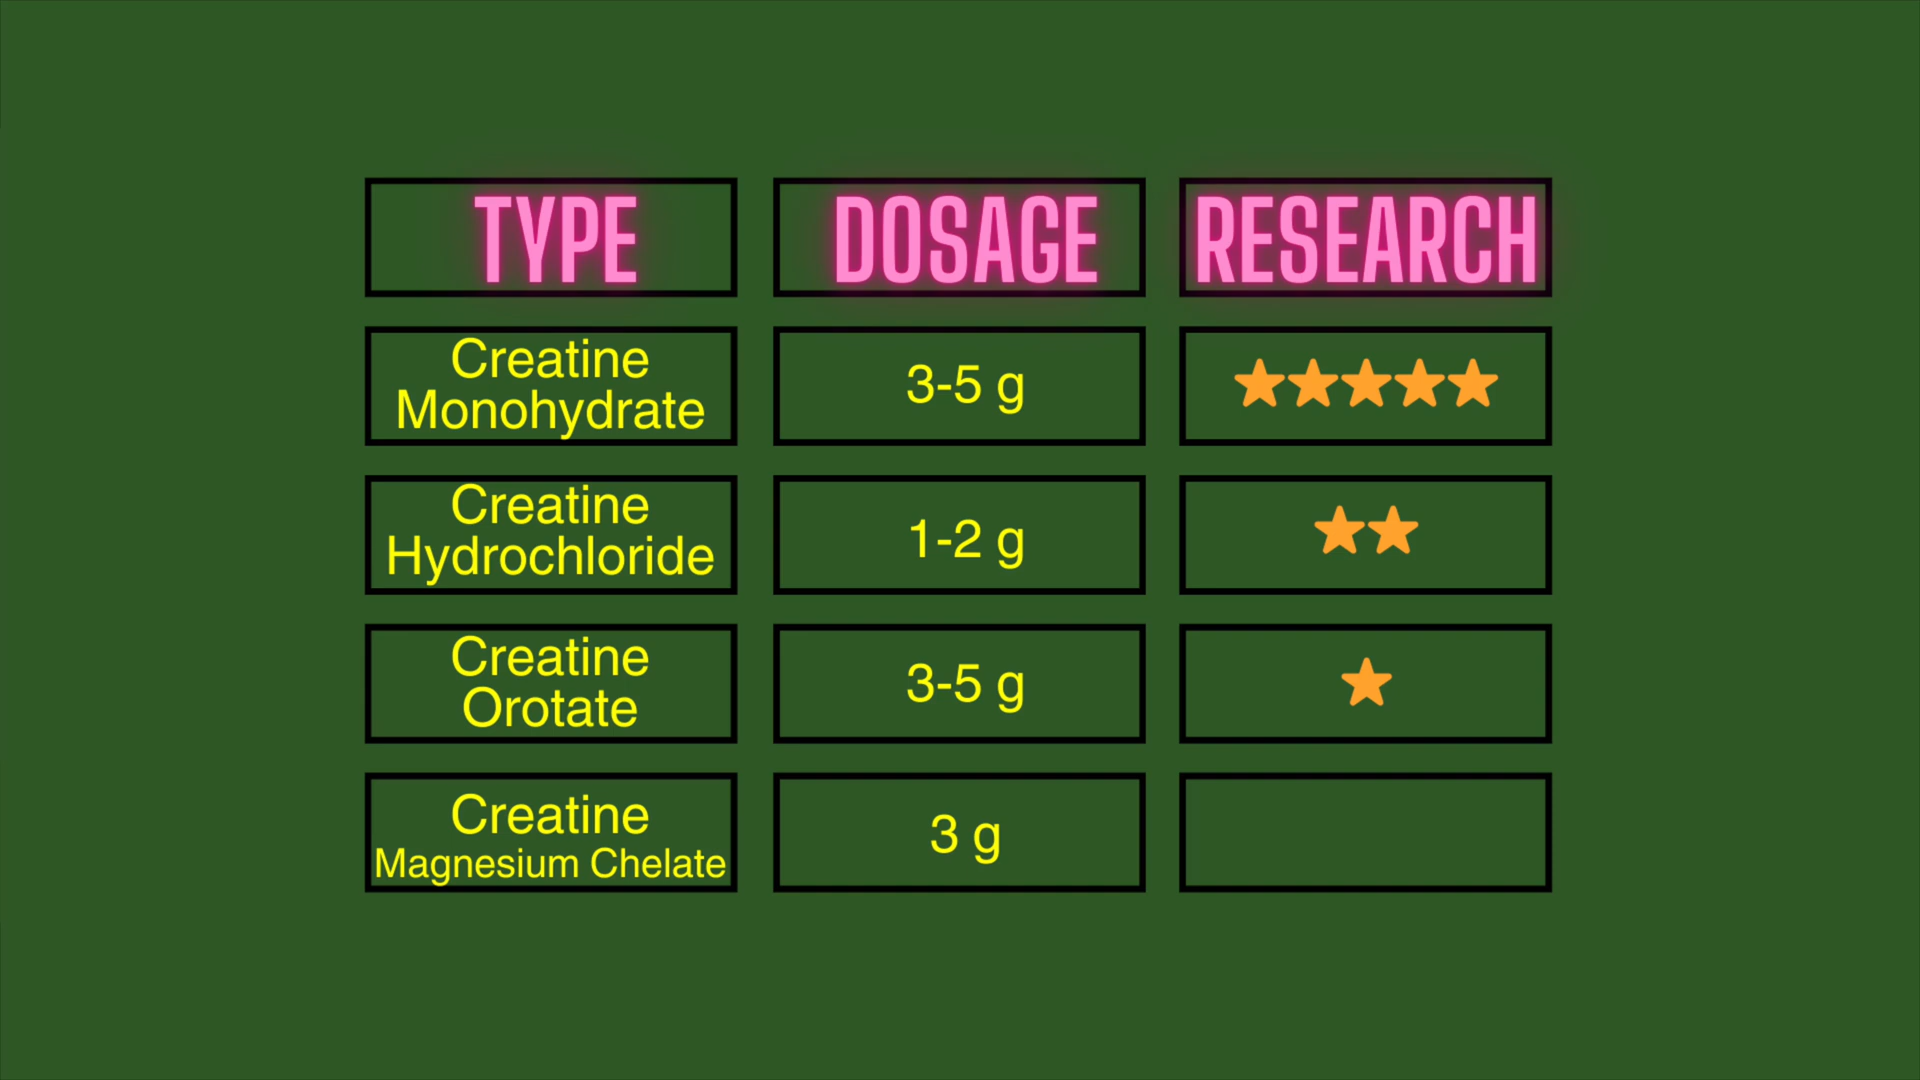 TYPE DOSAGE RESEARCH
Creatine
Monohydrate
3-5 g
Creatine
Hydrochloride
1-2 g
Creatine
Orotate
3-5 g
Creatine
Magnesium Chelate
3 g